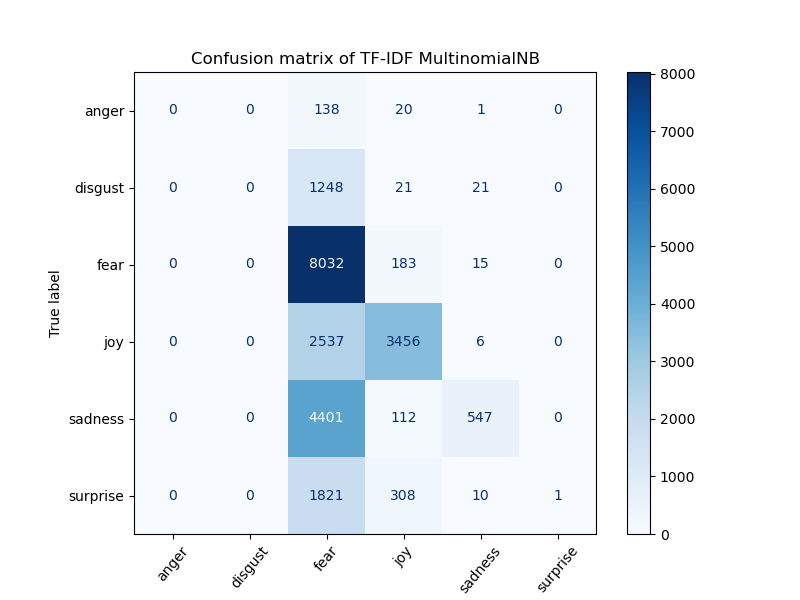 Confusion matrix of TF-IDF MultinomialNB
True label
anger 0 0 138 20 1 0
disgust 0 0 1248 21 21 0
fear 0 0 8032 183 15 0
joy 0 0 2537 3456 6 0
sadness 0 0 4401 112 547 0
surprise 0 0 1821 308 10 1
anger disgust fear joy sadness surprise
8000
7000
6000
5000
4000
3000
2000
1000
0